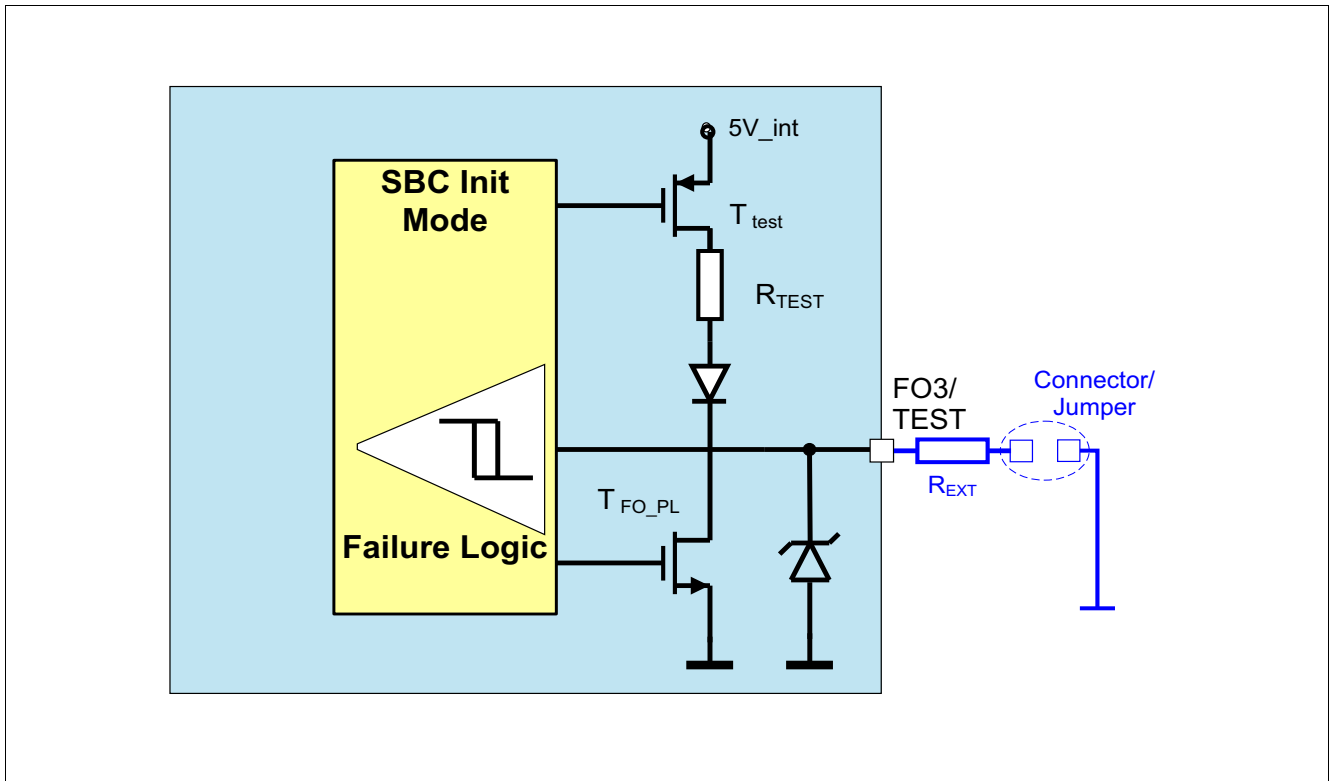 5V_int
SBC Init
Mode
T test
RTEST
FO3/
TEST
Connector/
Jumper
REXT
T FO_PL
Failure Logic